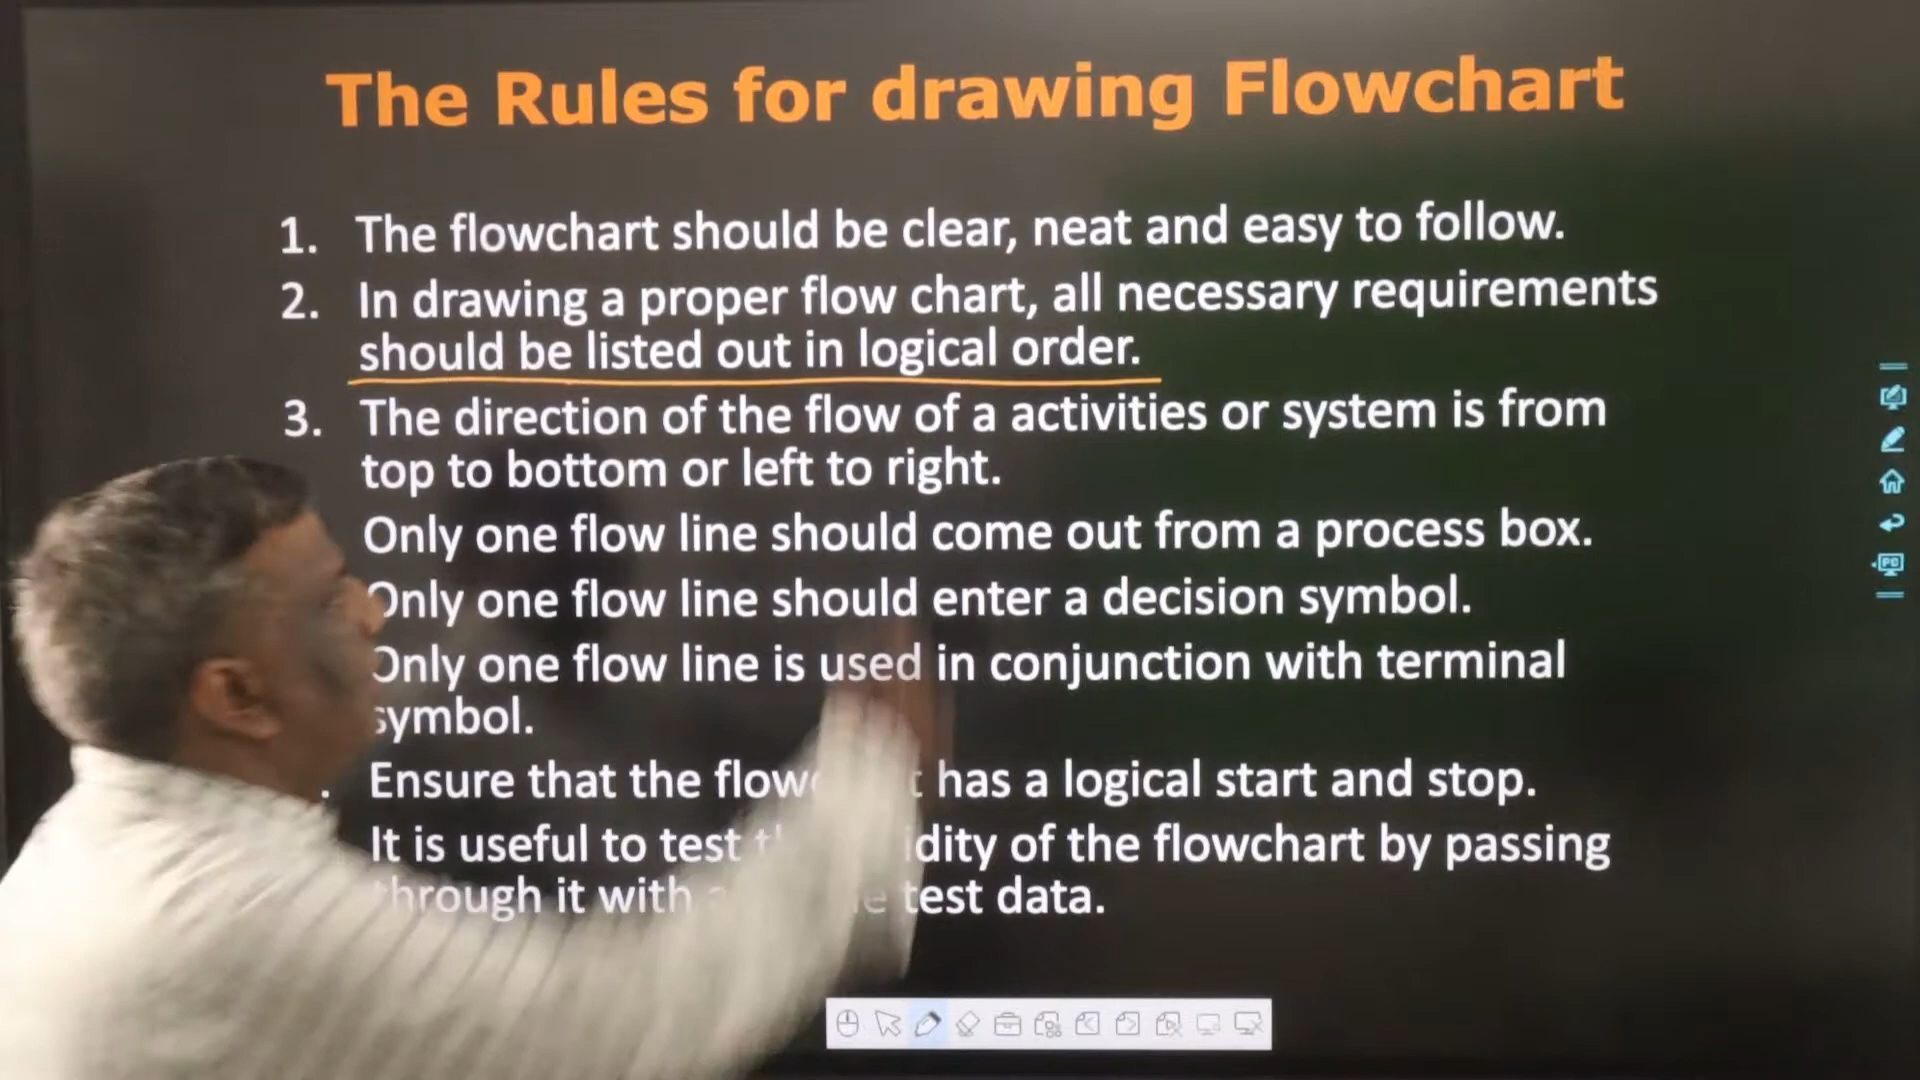 The Rules for drawing Flowchart
1. The flowchart should be clear, neat and easy to follow.
2. In drawing a proper flow chart, all necessary requirements
should be listed out in logical order.
3. The direction of the flow of a activities or system is from
top to bottom or left to right.
Only one flow line should come out from a process box.
Only one flow line should enter a decision symbol.
Only one flow line is used in conjunction with terminal
symbol.
Ensure that the has a logical start and stop.
It is useful to test of the flowchart by passing
through it with test data.
PC